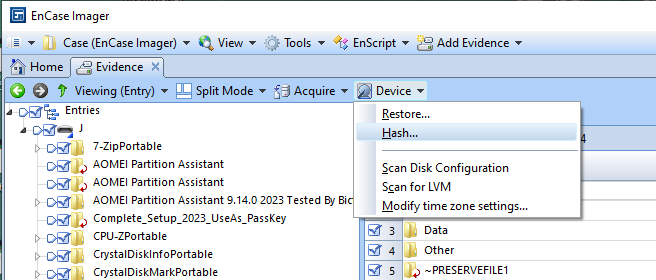 EnCase Imager
Case (EnCase Imager) View Tools EnScript Add Evidence
Home Evidence
Viewing (Entry) Split Mode Acquire Device
Entries
J
7-ZipPortable
AOMEI Partition Assistant
AOMEI Partition Assistant
AOMEI Partition Assistant 9.14.0 2023 Tested By Bic
Complete_Setup_2023_UseAs_PassKey
CPU-ZPortable
CrystalDiskInfoPortable
CrystalDiskMarkPortable
Restore...
Hash...
Scan Disk Configuration
Scan for LVM
Modify time zone settings...
4
3 Data
4 Other
5 ~PRESERVEFILE1